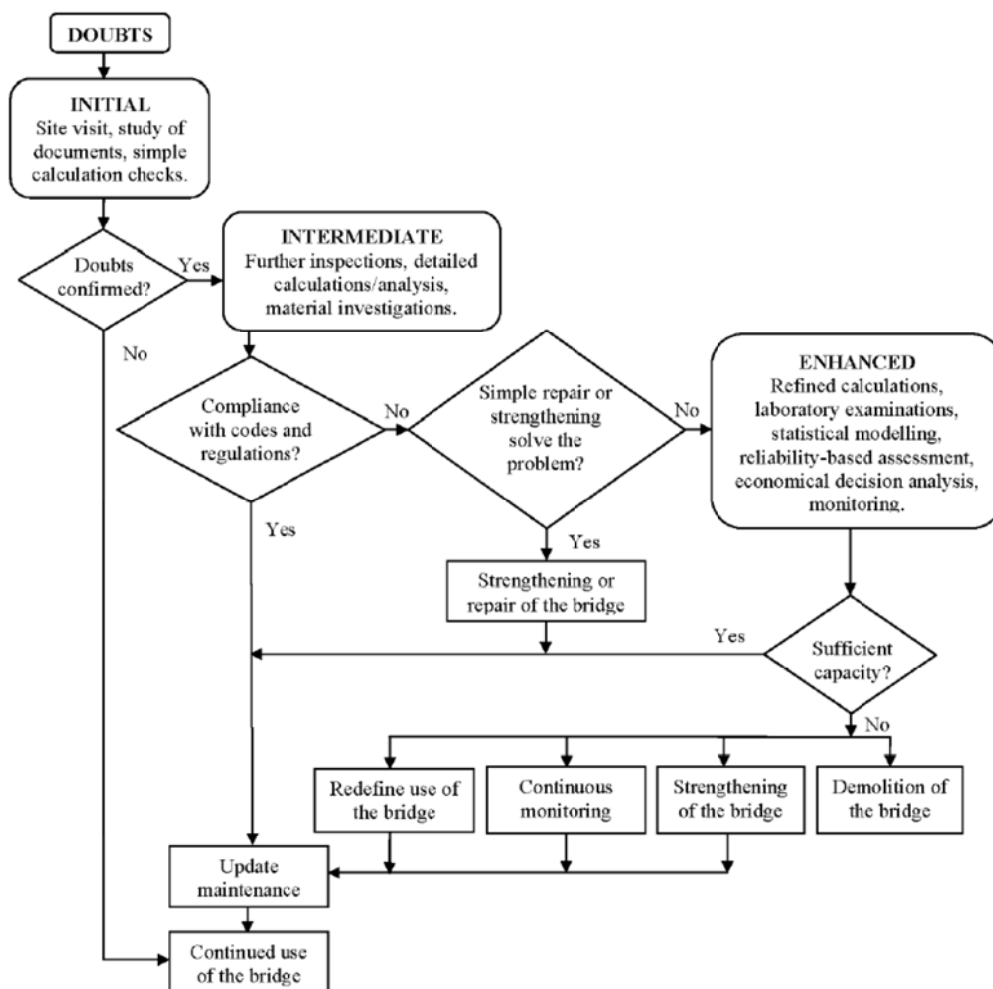 DOUBTS
INITIAL
Site visit, study of
documents, simple
calculation checks.
Doubts
confirmed?
Yes
No
INTERMEDIATE
Further inspections, detailed
calculations/analysis,
material investigations.
Compliance
with codes and
regulations?
No
Yes
Simple repair or
strengthening
solve the
problem?
No
Yes
ENHANCED
Refined calculations,
laboratory examinations,
statistical modelling,
reliability-based assessment,
economical decision analysis,
monitoring.
Strengthening or
repair of the bridge
Yes
Sufficient
capacity?
No
Redefine use of
the bridge
Continuous
monitoring
Strengthening
of the bridge
Demolition of
the bridge
Update
maintenance
Continued use
of the bridge